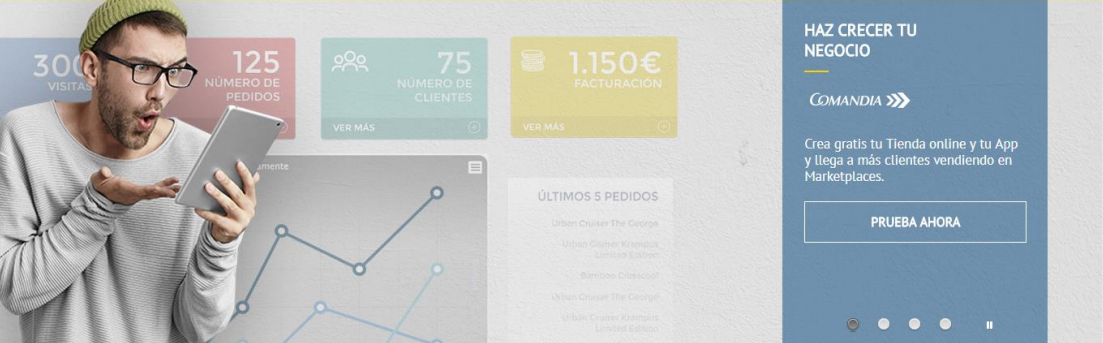 300
VISITAS
125
NÚMERO DE
PEDIDOS
75
NÚMERO DE
CLIENTES
VER MÁS
1.150€
FACTURACIÓN
VER MÁS
ÚLTIMOS 5 PEDIDOS
Urban Cruiser The George
Urban Cruiser Krampus
Limited Edition
Bamboo Crosscoat
Urban Cruiser The George
Urban Cruiser Krampus
Limited Edition
HAZ CRECER TU
NEGOCIO
COMANDIA
Crea gratis tu Tienda online y tu App
y llega a más clientes vendiendo en
Marketplaces.
PRUEBA AHORA